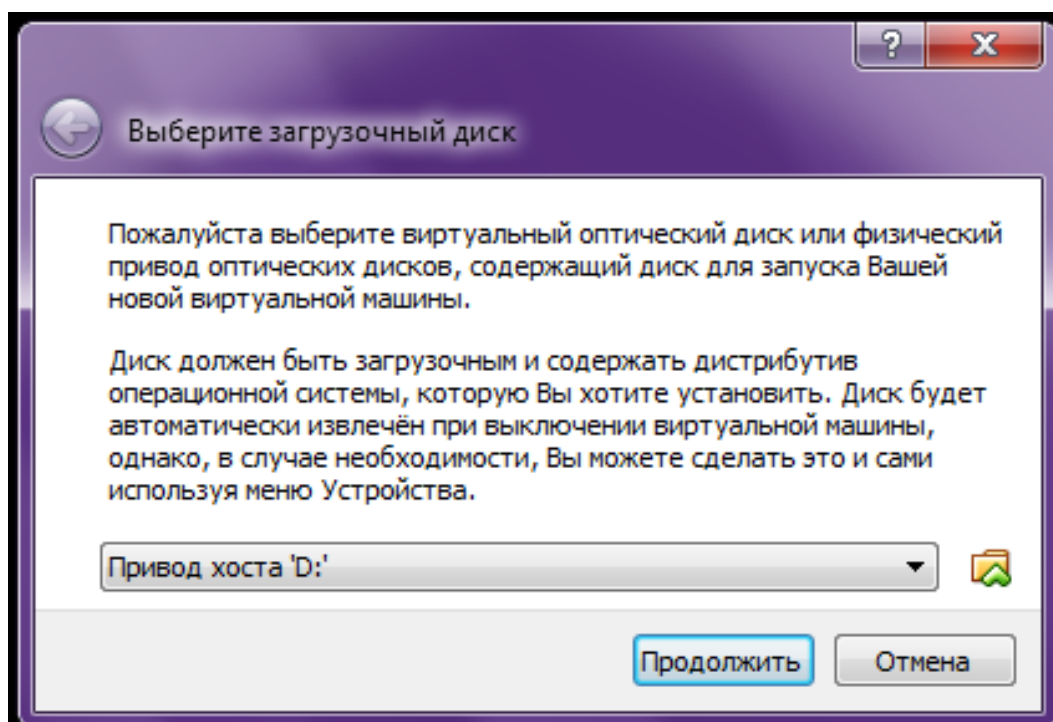 Выберите загрузочный диск
Пожалуйста выберите виртуальный оптический диск или физический
привод оптических дисков, содержащий диск для запуска Вашей
новой виртуальной машины.
Диск должен быть загрузочным и содержать дистрибутив
операционной системы, которую Вы хотите установить. Диск будет
автоматически извлечён при выключении виртуальной машины,
однако, в случае необходимости, Вы можете сделать это и сами
используя меню Устройства.
Привод хоста 'D:'
Продолжить Отмена